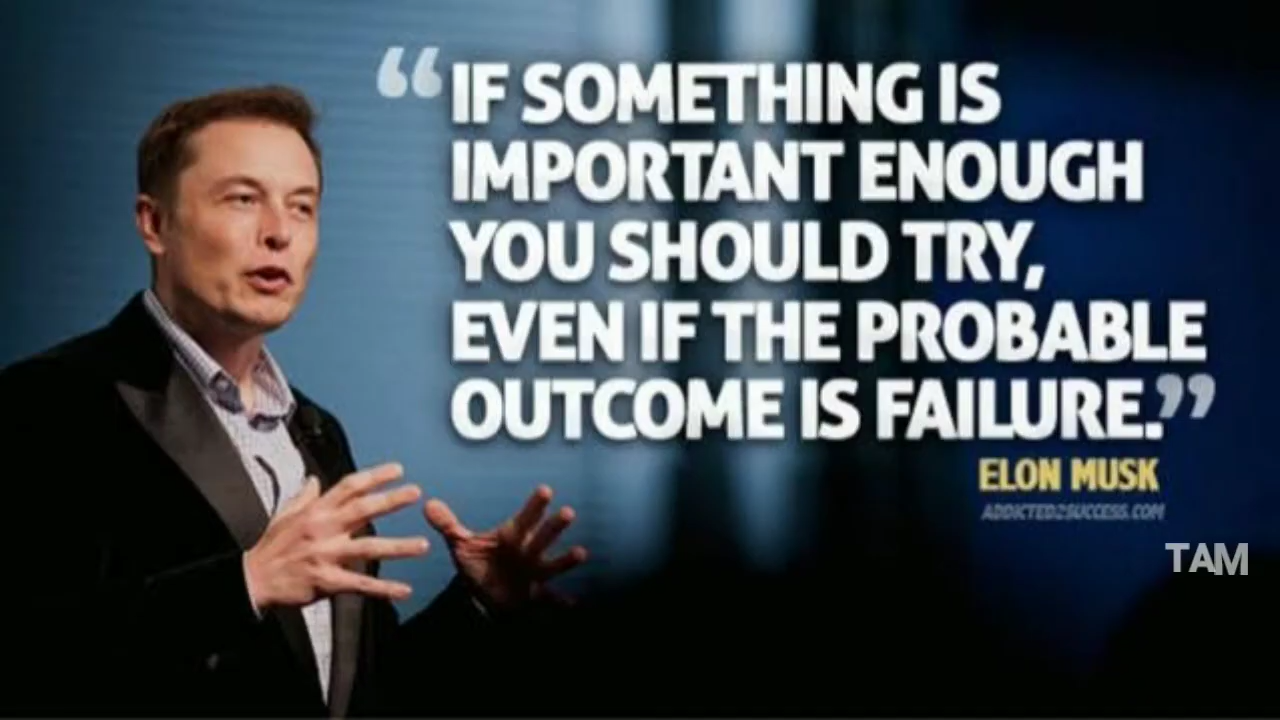 “IF SOMETHING IS
IMPORTANT ENOUGH
YOU SHOULD TRY,
EVEN IF THE PROBABLE
OUTCOME IS FAILURE.”
ELON MUSK
ADDICTED2SUCCESS.COM
TAM